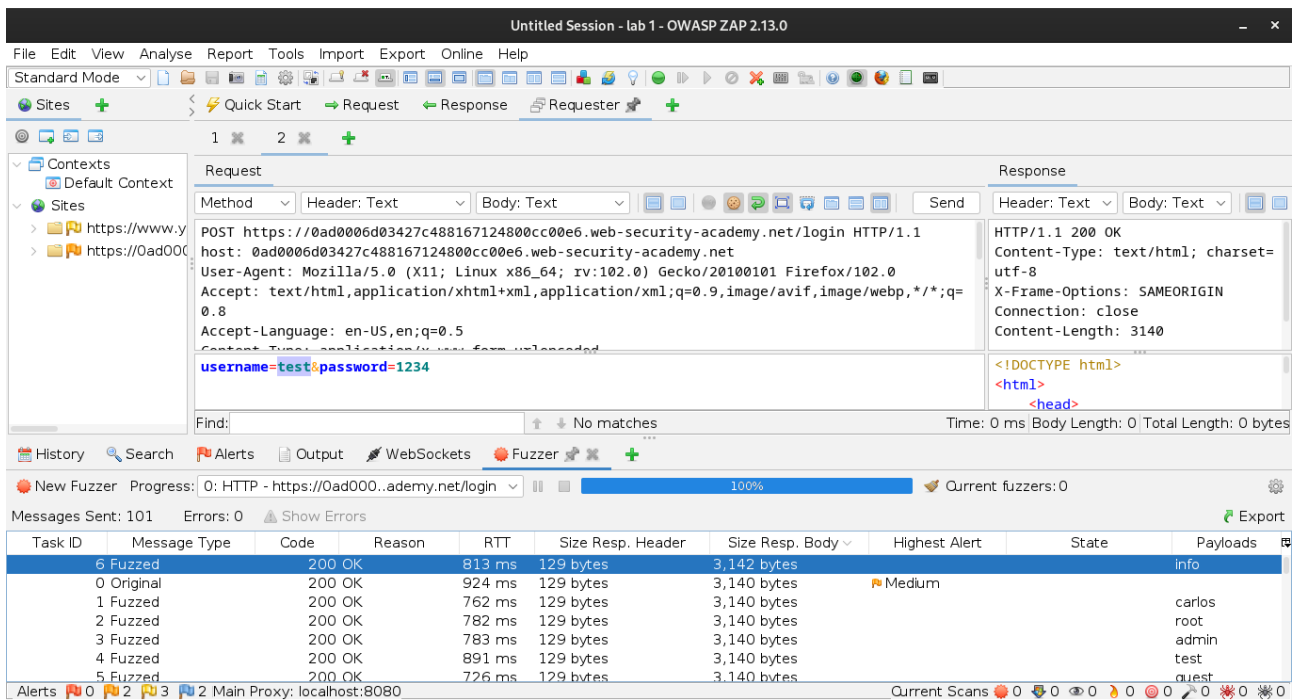 Untitled Session - lab 1 - OWASP ZAP 2.13.0
File Edit View Analyse Report Tools Import Export Online Help
Standard Mode
Sites
Quick Start Request Response Requester
1 2
Contexts
Default Context
Sites
https://www.y
https://0ad000
Request
Method Header: Text Body: Text Send
POST https://0ad0006d03427c488167124800cc00e6.web-security-academy.net/login HTTP/1.1
host: 0ad0006d03427c488167124800cc00e6.web-security-academy.net
User-Agent: Mozilla/5.0 (X11; Linux x86_64; rv:102.0) Gecko/20100101 Firefox/102.0
Accept: text/html,application/xhtml+xml,application/xml;q=0.9,image/avif,image/webp,*/*;q=
0.8
Accept-Language: en-US,en;q=0.5
Content-Type: application/x-www-form-urlencoded
username=test&password=1234
Response
Header: Text Body: Text
HTTP/1.1 200 OK
Content-Type: text/html; charset=
utf-8
X-Frame-Options: SAMEORIGIN
Connection: close
Content-Length: 3140
<!DOCTYPE html>
<html>
<head>
Find: No matches Time: 0 ms Body Length: 0 Total Length: 0 bytes
History Search Alerts Output WebSockets Fuzzer
New Fuzzer Progress: 0: HTTP - https://0ad000..ademy.net/login 100% Current fuzzers: 0
Messages Sent: 101 Errors: 0 Show Errors Export
Task ID Message Type Code Reason RTT Size Resp. Header Size Resp. Body Highest Alert State Payloads
6 Fuzzed 200 OK 813 ms 129 bytes 3,142 bytes info
0 Original 200 OK 924 ms 129 bytes 3,140 bytes Medium
1 Fuzzed 200 OK 762 ms 129 bytes 3,140 bytes carlos
2 Fuzzed 200 OK 782 ms 129 bytes 3,140 bytes root
3 Fuzzed 200 OK 783 ms 129 bytes 3,140 bytes admin
4 Fuzzed 200 OK 891 ms 129 bytes 3,140 bytes test
5 Fuzzed 200 OK 726 ms 129 bytes 3,140 bytes guest
Alerts 0 2 3 2 Main Proxy: localhost:8080 Current Scans 0 0 0 0 0 0 0 0